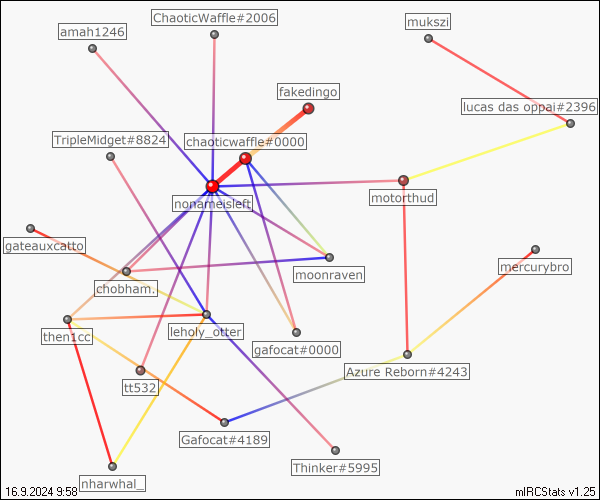 ChaoticWaffle#2006
amah1246
mukszi
fakedingo
lucas das oppai#2396
TripleMidget#8824
chaoticwaffle#0000
nonameisleft
motorthud
gateauxcatto
moonraven
mercurybro
chobham.
then1cc
leholy_otter
gafocat#0000
Azure Reborn#4243
tt532
Gafocat#4189
Thinker#5995
nharwhal_
16.9.2024 9:58
mIRCStats v1.25